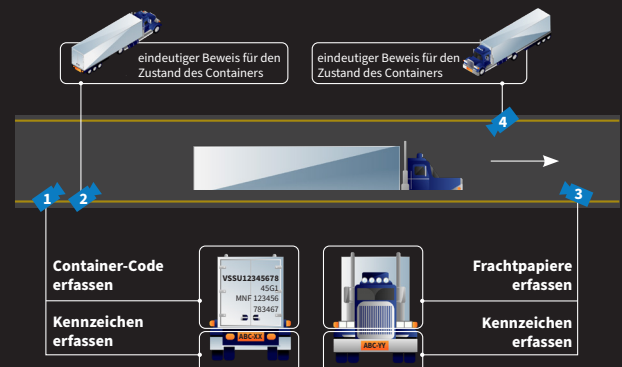 eindeutiger Beweis für den
Zustand des Containers
eindeutiger Beweis für den
Zustand des Containers
4
1
2
3
Container-Code
erfassen
VSSU12345678
45G1
MNF 123456
783467
Frachtpapiere
erfassen
Kennzeichen
erfassen
ABC-XX
ABC-YY
Kennzeichen
erfassen